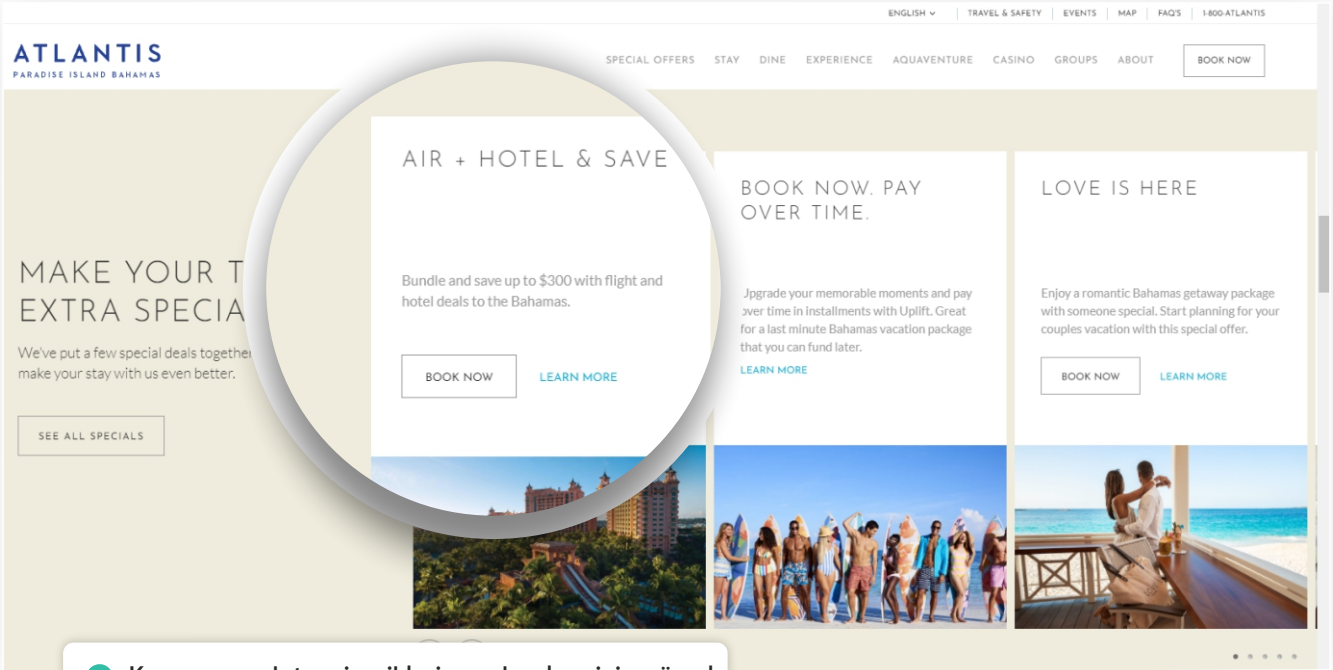 ENGLISH
TRAVEL & SAFETY
EVENTS
MAP
FAQ'S
1-800-ATLANTIS
ATLANTIS
PARADISE ISLAND BAHAMAS
SPECIAL OFFERS
STAY
DINE
EXPERIENCE
AQUAVENTURE
CASINO
GROUPS
ABOUT
BOOK NOW
MAKE YOUR T
EXTRA SPECIA
We've put a few special deals together
make your stay with us even better.
SEE ALL SPECIALS
AIR + HOTEL & SAVE
Bundle and save up to $300 with flight and
hotel deals to the Bahamas.
BOOK NOW
LEARN MORE
BOOK NOW. PAY
OVER TIME.
Upgrade your memorable moments and pay
over time in installments with Uplift. Great
for a last minute Bahamas vacation package
that you can fund later.
LEARN MORE
LOVE IS HERE
Enjoy a romantic Bahamas getaway package
with someone special. Start planning for your
couples vacation with this special offer.
BOOK NOW
LEARN MORE